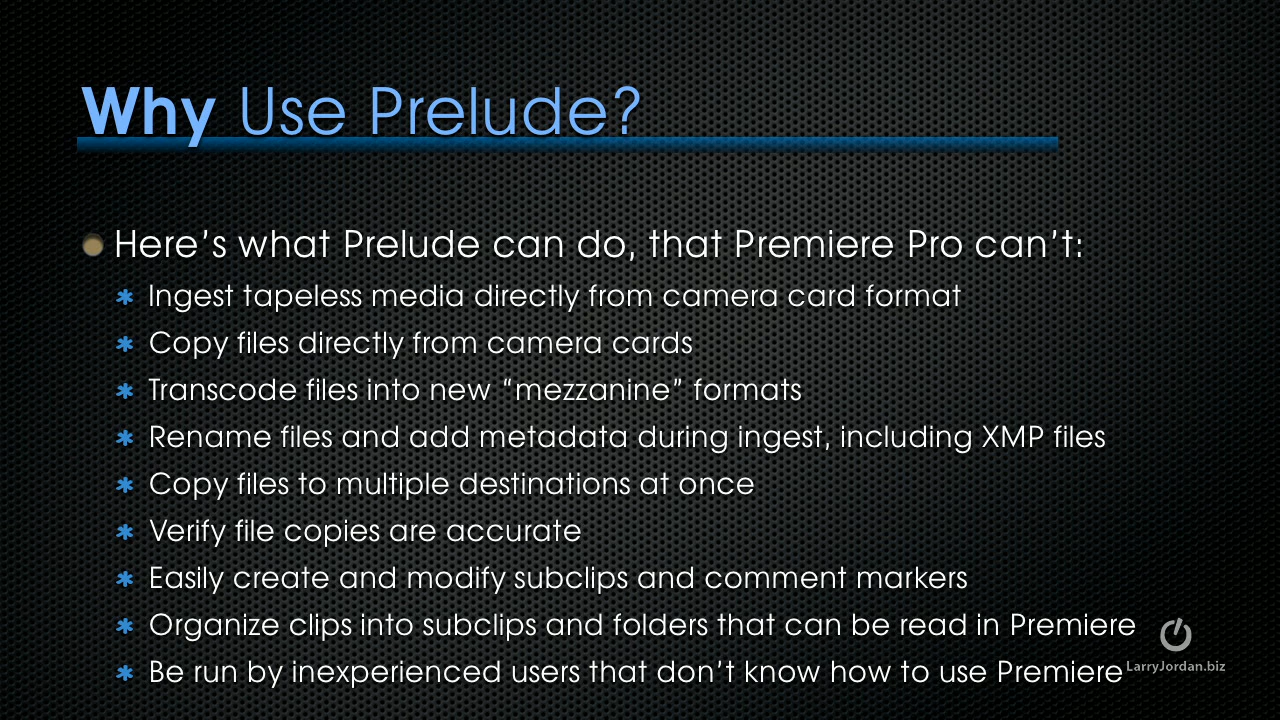 Why Use Prelude?
Here’s what Prelude can do, that Premiere Pro can’t:
Ingest tapeless media directly from camera card format
Copy files directly from camera cards
Transcode files into new “mezzanine” formats
Rename files and add metadata during ingest, including XMP files
Copy files to multiple destinations at once
Verify file copies are accurate
Easily create and modify subclips and comment markers
Organize clips into subclips and folders that can be read in Premiere
Be run by inexperienced users that don’t know how to use Premiere
LarryJordan.biz